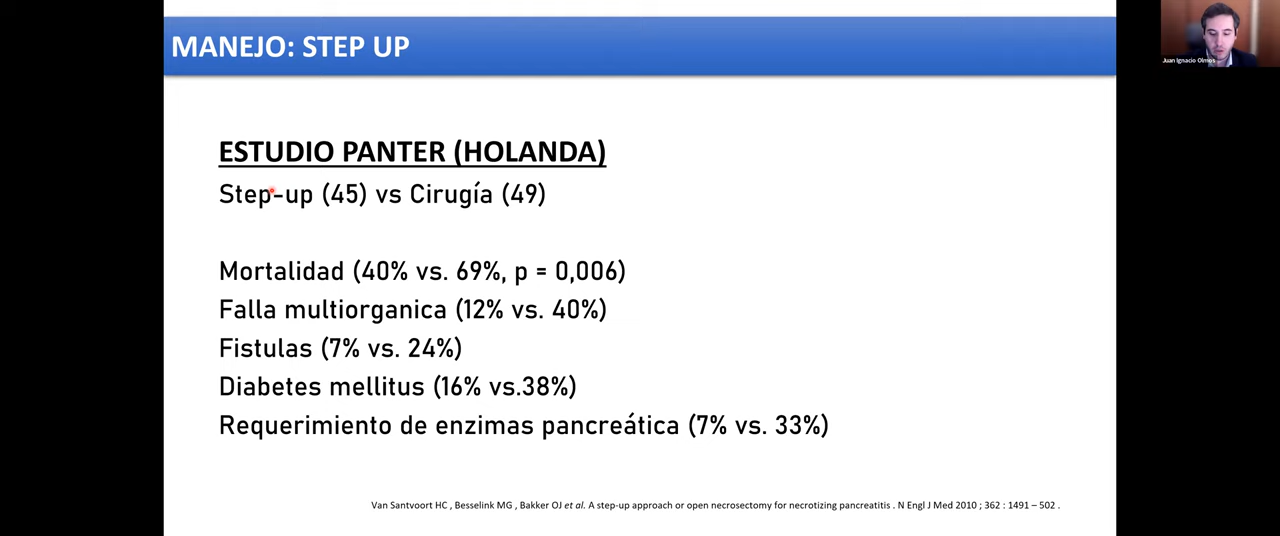 MANEJO: STEP UP
Juan Ignacio Olmos
ESTUDIO PANTER (HOLANDA)
Step-up (45) vs Cirugía (49)
Mortalidad (40% vs. 69%, p = 0,006)
Falla multiorganica (12% vs. 40%)
Fistulas (7% vs. 24%)
Diabetes mellitus (16% vs.38%)
Requerimiento de enzimas pancreática (7% vs. 33%)
Van Santvoort HC , Besselink MG , Bakker OJ et al. A step-up approach or open necrosectomy for necrotizing pancreatitis . N Engl J Med 2010 ; 362 : 1491 – 502 .